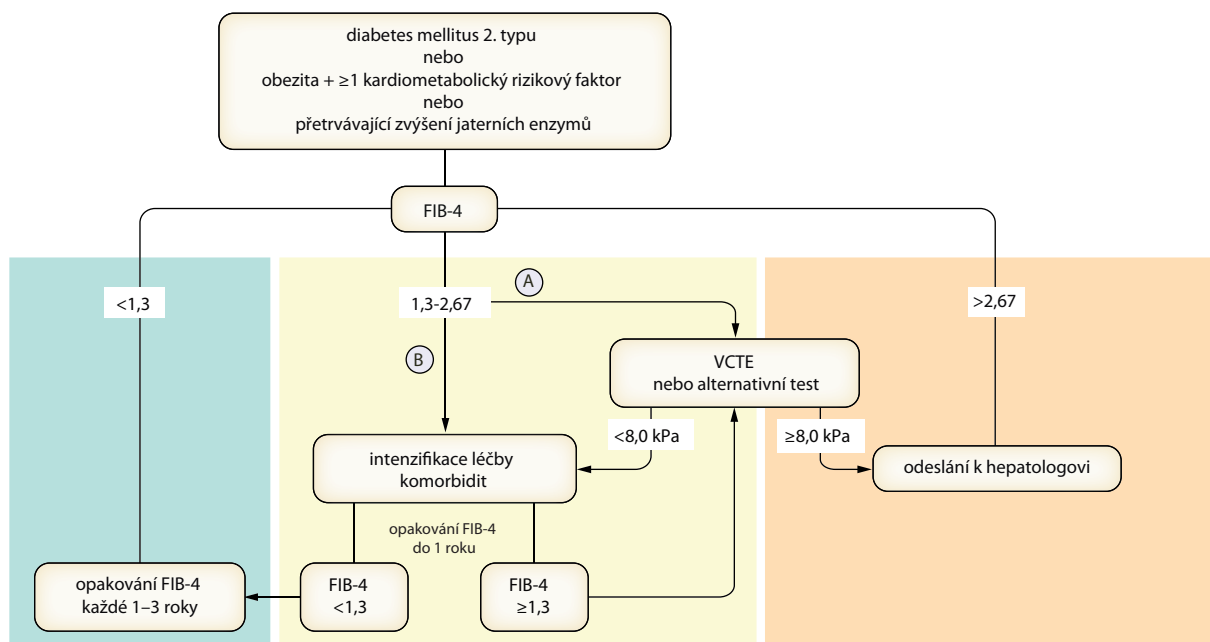 diabetes mellitus 2. typu
nebo
obezita + ≥1 kardiometabolický rizikový faktor
nebo
přetrvávající zvýšení jaterních enzymů
FIB-4
<1,3
1,3-2,67
A
>2,67
B
VCTE
nebo alternativní test
<8,0 kPa
≥8,0 kPa
intenzifikace léčby
komorbidit
odeslání k hepatologovi
opakování FIB-4
do 1 roku
opakování FIB-4
každé 1–3 roky
FIB-4
<1,3
FIB-4
≥1,3